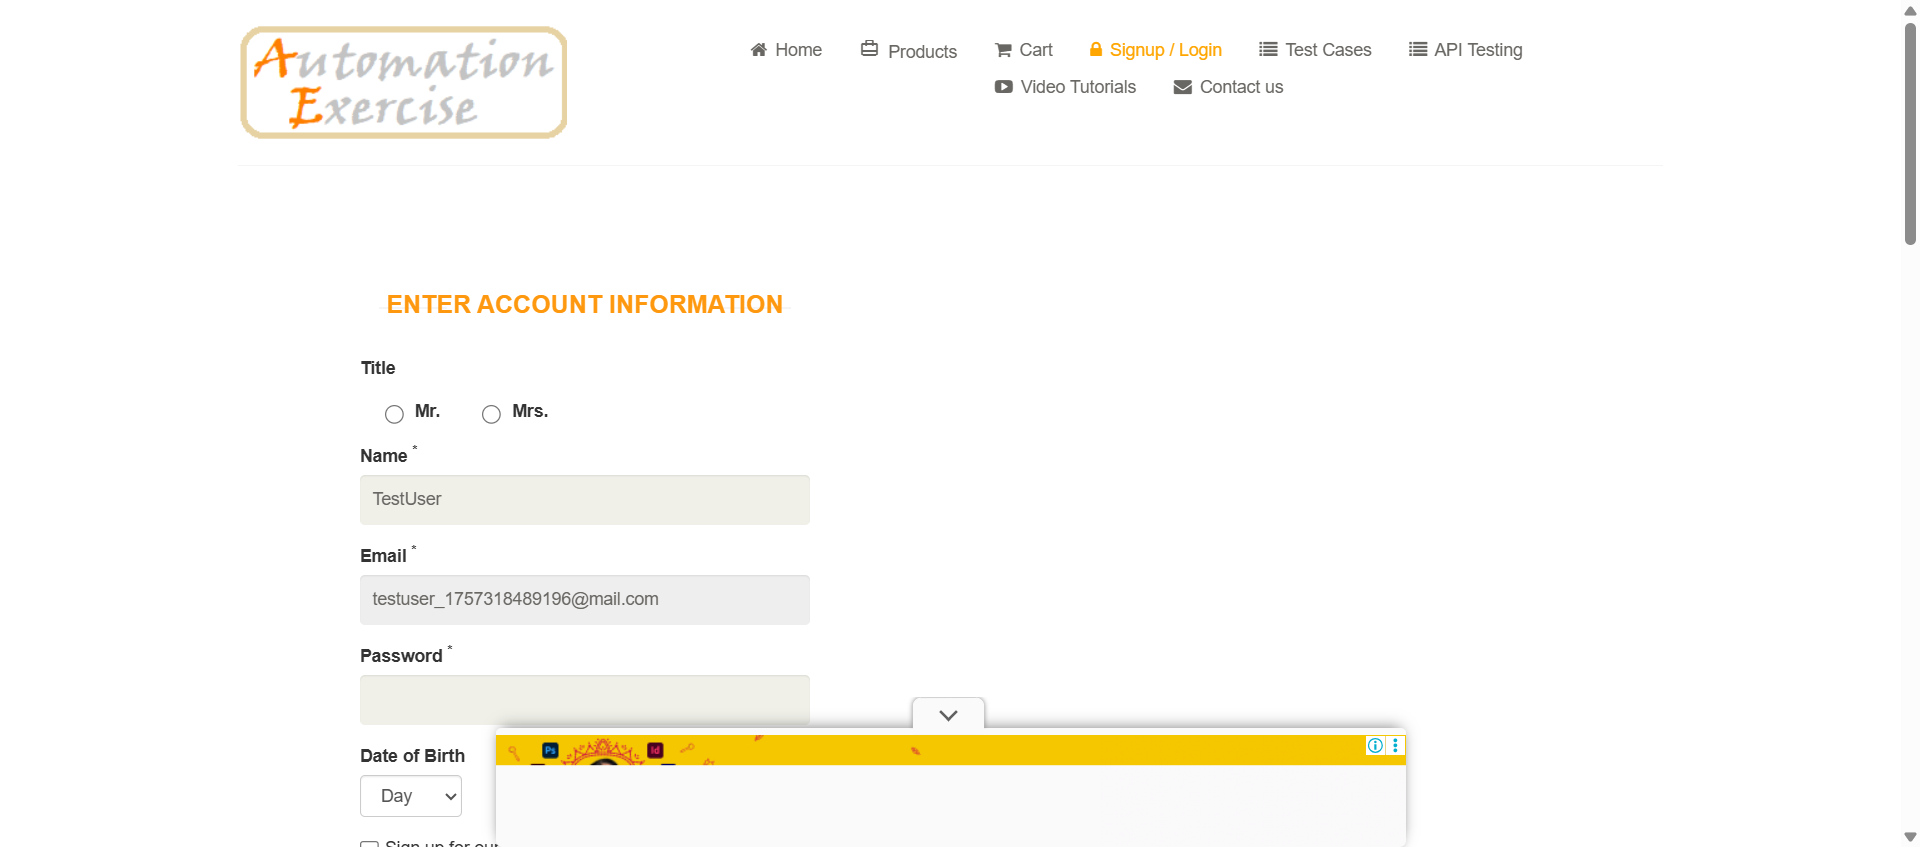 Automation
Exercise
Home
Products
Cart
Signup / Login
Test Cases
API Testing
Video Tutorials
Contact us
ENTER ACCOUNT INFORMATION
Title
Mr.
Mrs.
Name *
TestUser
Email *
testuser_1757318489196@mail.com
Password *
Ps
Id
Date of Birth
Day
Sign up for our